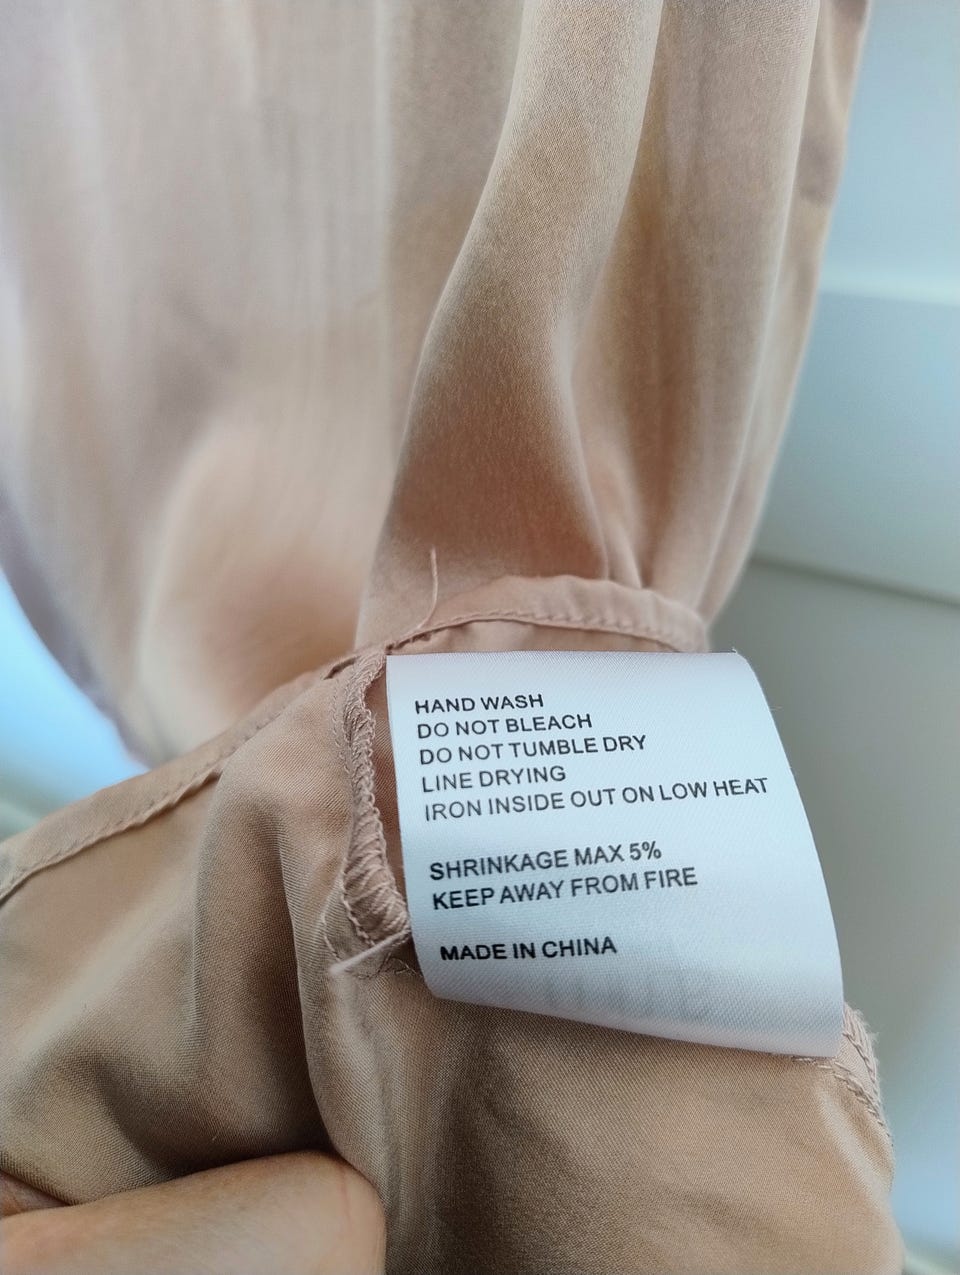 HAND WASH
DO NOT BLEACH
DO NOT TUMBLE DRY
LINE DRYING
IRON INSIDE OUT ON LOW HEAT
SHRINKAGE MAX 5%
KEEP AWAY FROM FIRE
MADE IN CHINA